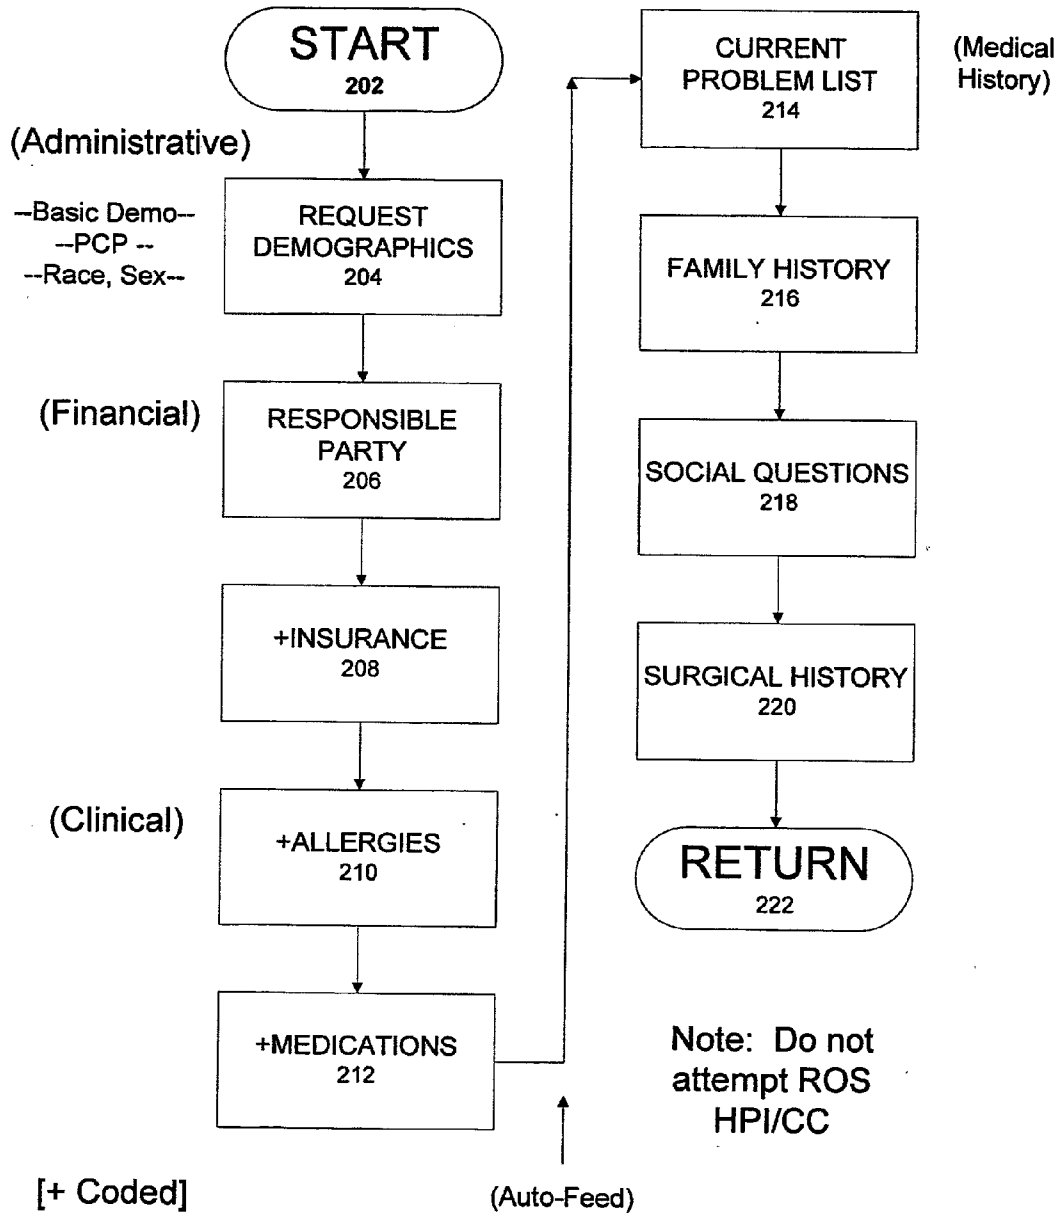 START
202
(Administrative)
--Basic Demo--
--PCP --
--Race, Sex--
REQUEST
DEMOGRAPHICS
204
(Financial)
RESPONSIBLE
PARTY
206
+INSURANCE
208
(Clinical)
+ALLERGIES
210
+MEDICATIONS
212
[+ Coded]
(Auto-Feed)
CURRENT
PROBLEM LIST
214
(Medical
History)
FAMILY HISTORY
216
SOCIAL QUESTIONS
218
SURGICAL HISTORY
220
RETURN
222
Note: Do not
attempt ROS
HPI/CC